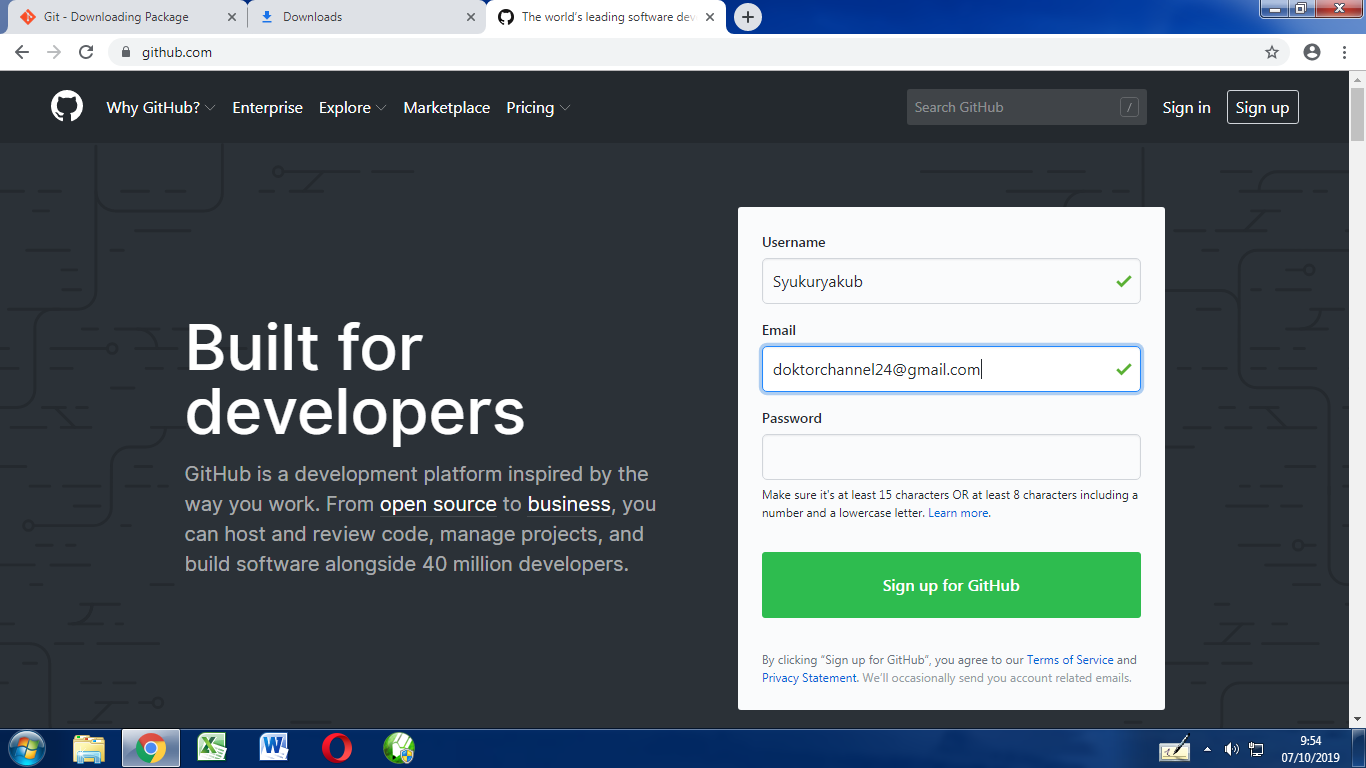 Git - Downloading Package
Downloads
The world's leading software dev
github.com
Why GitHub? Enterprise Explore Marketplace Pricing
Search GitHub /
Sign in
Sign up
Built for
developers
GitHub is a development platform inspired by the
way you work. From open source to business, you
can host and review code, manage projects, and
build software alongside 40 million developers.
Username
Syukuryakub
Email
doktorchannel24@gmail.com
Password
Make sure it's at least 15 characters OR at least 8 characters including a
number and a lowercase letter. Learn more.
Sign up for GitHub
By clicking “Sign up for GitHub”, you agree to our Terms of Service and
Privacy Statement. We'll occasionally send you account related emails.
9:54
07/10/2019